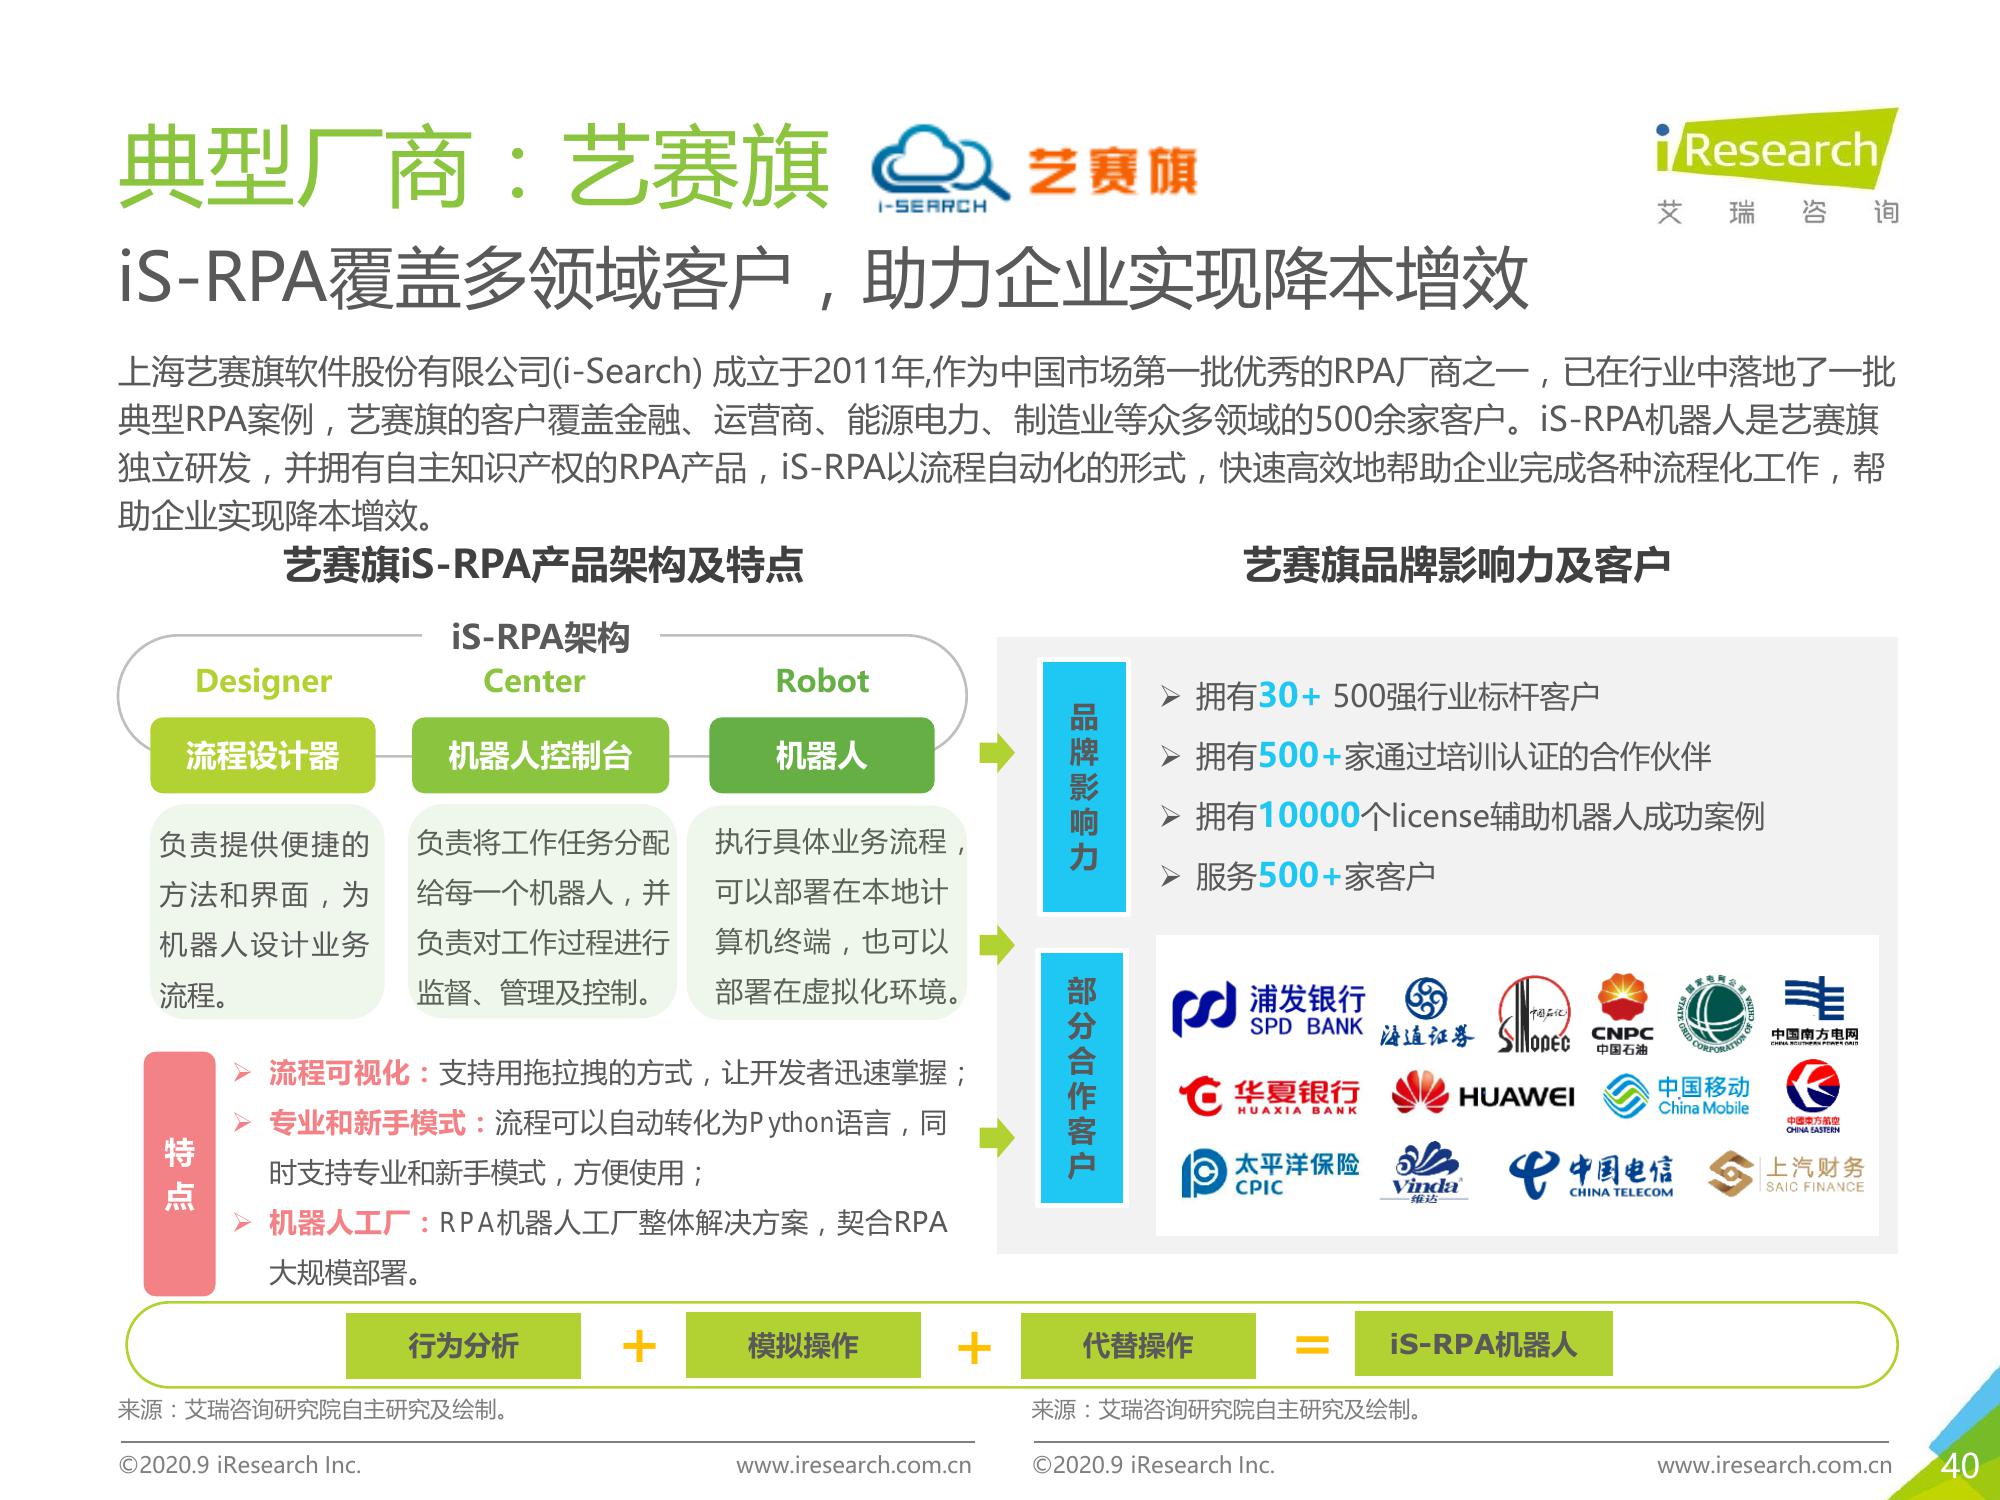 典型厂商：艺赛旗
i-SEARCH
艺赛旗
iResearch
艾瑞咨询
iS-RPA覆盖多领域客户，助力企业实现降本增效
上海艺赛旗软件股份有限公司(i-Search) 成立于2011年,作为中国市场第一批优秀的RPA厂商之一，已在行业中落地了一批
典型RPA案例，艺赛旗的客户覆盖金融、运营商、能源电力、制造业等众多领域的500余家客户。iS-RPA机器人是艺赛旗
独立研发，并拥有自主知识产权的RPA产品，iS-RPA以流程自动化的形式，快速高效地帮助企业完成各种流程化工作，帮
助企业实现降本增效。
艺赛旗iS-RPA产品架构及特点
iS-RPA架构
Designer
Center
Robot
流程设计器
机器人控制台
机器人
负责提供便捷的
方法和界面，为
机器人设计业务
流程。
负责将工作任务分配
给每一个机器人，并
负责对工作过程进行
监督、管理及控制。
执行具体业务流程，
可以部署在本地计
算机终端，也可以
部署在虚拟化环境。
特点
➢ 流程可视化：支持用拖拉拽的方式，让开发者迅速掌握；
➢ 专业和新手模式：流程可以自动转化为Python语言，同
时支持专业和新手模式，方便使用；
➢ 机器人工厂：RPA机器人工厂整体解决方案，契合RPA
大规模部署。
艺赛旗品牌影响力及客户
品牌影响力
➢ 拥有30+ 500强行业标杆客户
➢ 拥有500+家通过培训认证的合作伙伴
➢ 拥有10000个license辅助机器人成功案例
➢ 服务500+家客户
部分合作客户
浦发银行
SPD BANK
海通证券
中国石化
SINOPEC
CNPC
中国石油
国家电网公司
STATE GRID CORPORATION OF CHINA
中国南方电网
CHINA SOUTHERN POWER GRID
华夏银行
HUAXIA BANK
HUAWEI
中国移动
China Mobile
中國東方航空
CHINA EASTERN
太平洋保险
CPIC
Vinda
维达
中国电信
CHINA TELECOM
上汽财务
SAIC FINANCE
行为分析 + 模拟操作 + 代替操作 = iS-RPA机器人
来源：艾瑞咨询研究院自主研究及绘制。
来源：艾瑞咨询研究院自主研究及绘制。
©2020.9 iResearch Inc.
www.iresearch.com.cn
©2020.9 iResearch Inc.
www.iresearch.com.cn
40